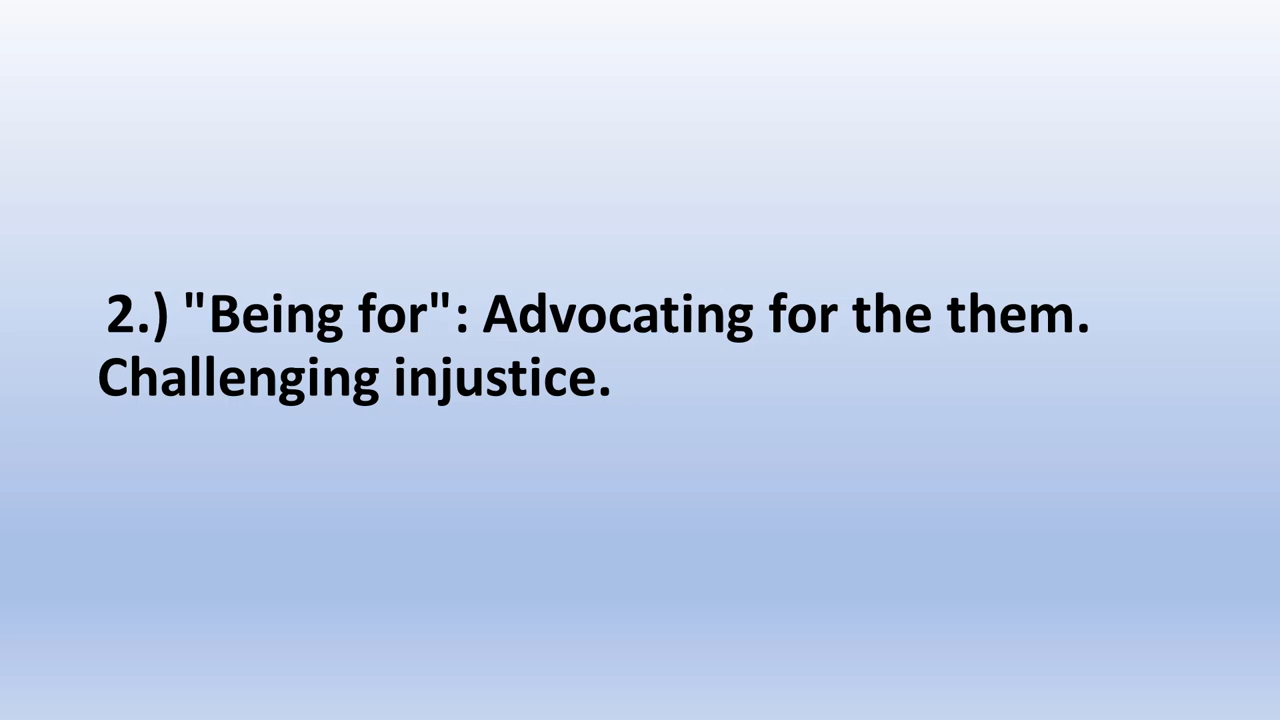 2.) "Being for": Advocating for the them.
Challenging injustice.